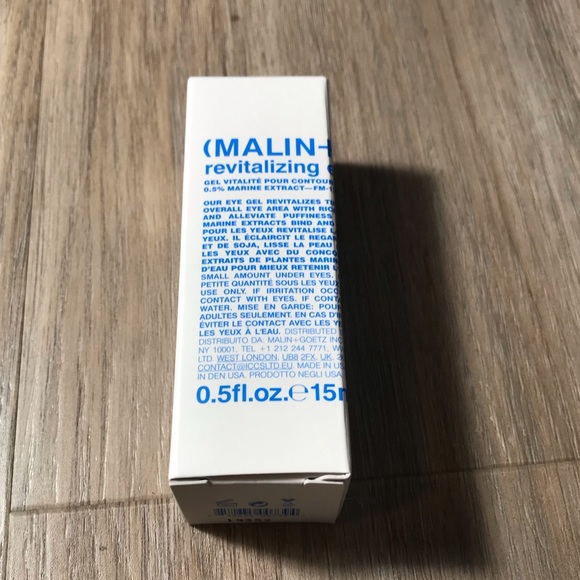 (MALIN+
revitalizing e
GEL VITALITÉ POUR CONTOUR
0.5% MARINE EXTRACT—FM-
OUR EYE GEL REVITALIZES
OVERALL EYE AREA WITH RIC
AND ALLEVIATE PUFFINESS
MARINE EXTRACTS BIND AND
POUR LES YEUX REVITALISE
YEUX. IL ÉCLAIRCIT LE REGAR
ET DE SOJA, LISSE LA PEAU
LES YEUX AVEC DU CONCO
EXTRAITS DE PLANTES MARIN
D'EAU POUR MIEUX RETENIR
SMALL AMOUNT UNDER EYES.
PETITE QUANTITÉ SOUS LES YEUX
USE ONLY. IF IRRITATION OCC
CONTACT WITH EYES. IF CONT
WATER. MISE EN GARDE: POUR
ADULTES SEULEMENT. EN CAS D'
ÉVITER LE CONTACT AVEC LES
LES YEUX À L'EAU. DISTRIBUTED
DISTRIBUITO DA: MALIN+GOETZ INC
NY 10001, TEL +1 212 244 7771, W
LTD. WEST LONDON, UB8 2FX, UK,
CONTACT@ICCSLTD.EU MADE IN
IN DEN USA. PRODOTTO NEGLI USA
0.5fl.oz.℮15m